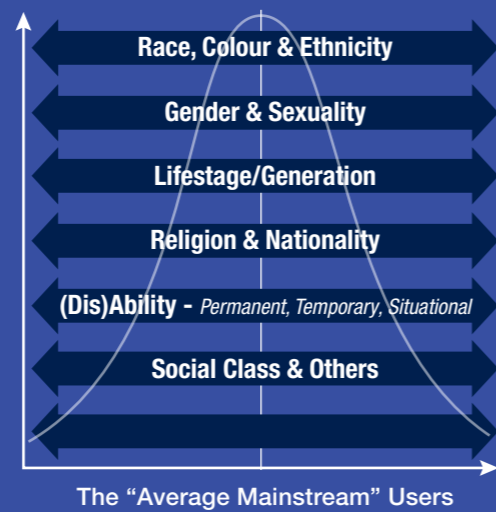 Race, Colour & Ethnicity
Gender & Sexuality
Lifestage/Generation
Religion & Nationality
(Dis)Ability - Permanent, Temporary, Situational
Social Class & Others
The “Average Mainstream” Users